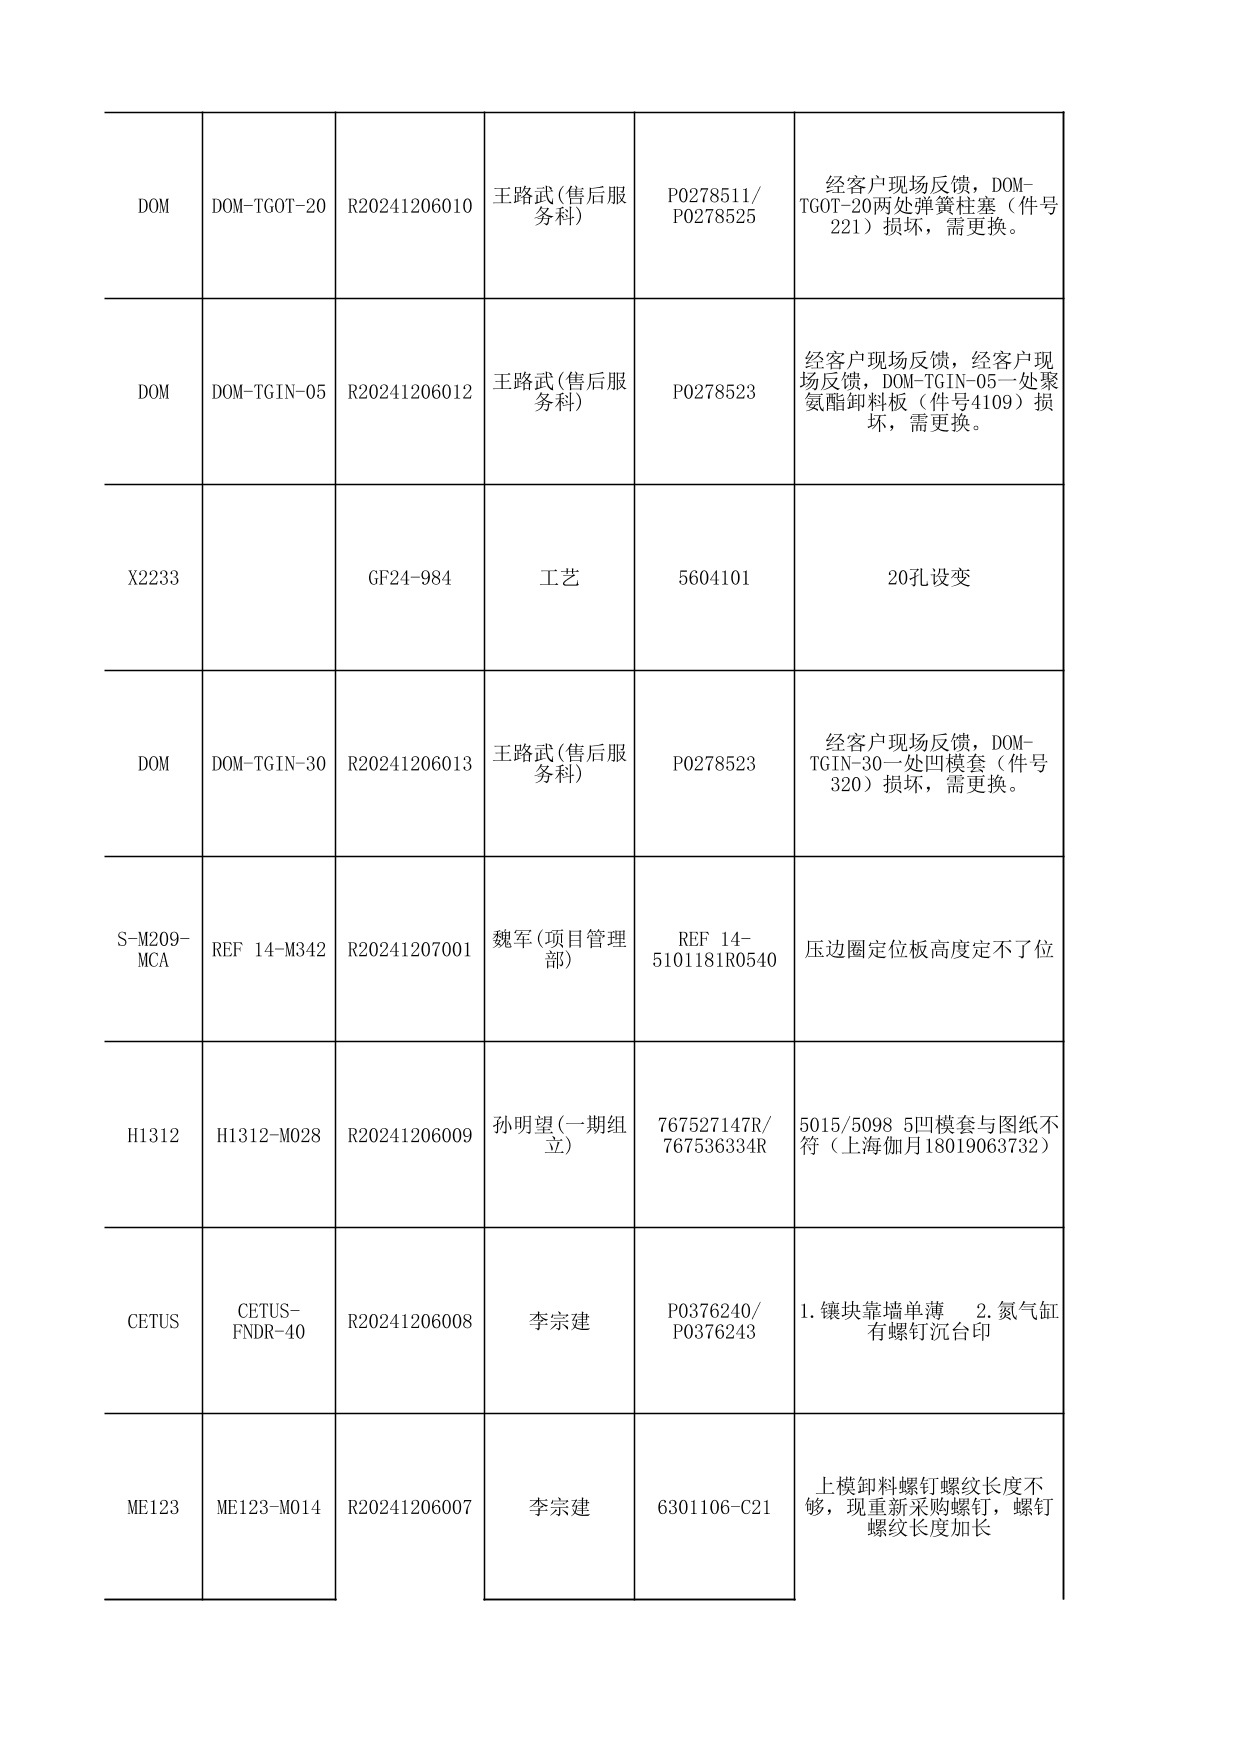 DOM
DOM-TGOT-20
R20241206010
王路武(售后服
务科)
P0278511/
P0278525
经客户现场反馈，DOM-
TGOT-20两处弹簧柱塞（件号
221）损坏，需更换。
DOM
DOM-TGIN-05
R20241206012
王路武(售后服
务科)
P0278523
经客户现场反馈，经客户现
场反馈，DOM-TGIN-05一处聚
氨酯卸料板（件号4109）损
坏，需更换。
X2233
GF24-984
工艺
5604101
20孔设变
DOM
DOM-TGIN-30
R20241206013
王路武(售后服
务科)
P0278523
经客户现场反馈，DOM-
TGIN-30一处凹模套（件号
320）损坏，需更换。
S-M209-
MCA
REF 14-M342
R20241207001
魏军(项目管理
部)
REF 14-
5101181R0540
压边圈定位板高度定不了位
H1312
H1312-M028
R20241206009
孙明望(一期组
立)
767527147R/
767536334R
5015/5098 5凹模套与图纸不
符（上海伽月18019063732）
CETUS
CETUS-
FNDR-40
R20241206008
李宗建
P0376240/
P0376243
1.镶块靠墙单薄   2.氮气缸
有螺钉沉台印
ME123
ME123-M014
R20241206007
李宗建
6301106-C21
上模卸料螺钉螺纹长度不
够，现重新采购螺钉，螺钉
螺纹长度加长